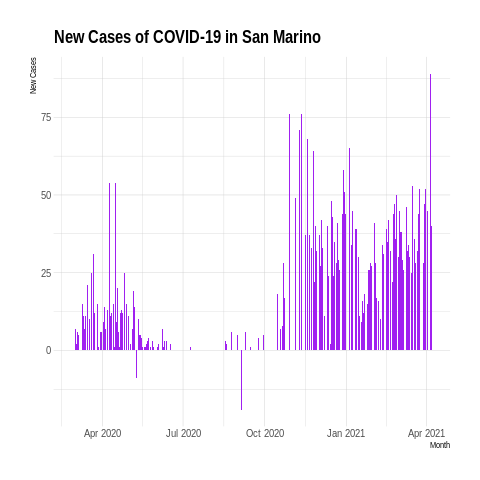 New Cases of COVID-19 in San Marino
New Cases
75
50
25
0
Apr 2020 Jul 2020 Oct 2020 Jan 2021 Apr 2021
Month